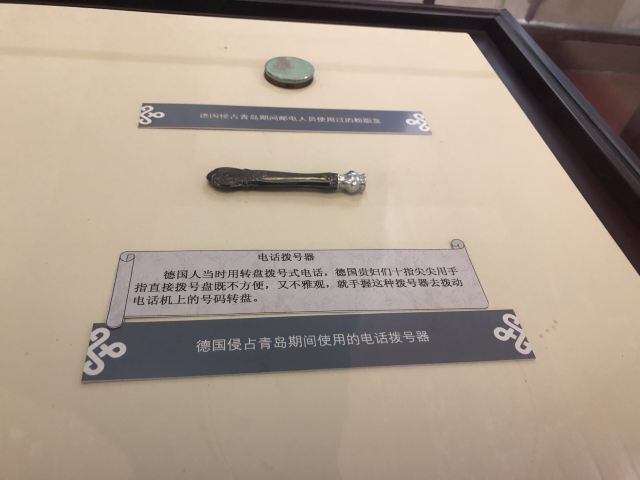 德国侵占青岛期间邮电人员使用过的粉脂盒
电话拨号器
德国人当时用转盘拨号式电话，德国贵妇们十指尖尖用手
指直接拨号盘既不方便，又不雅观，就手握这种拨号器去拨动
电话机上的号码转盘。
德国侵占青岛期间使用的电话拨号器